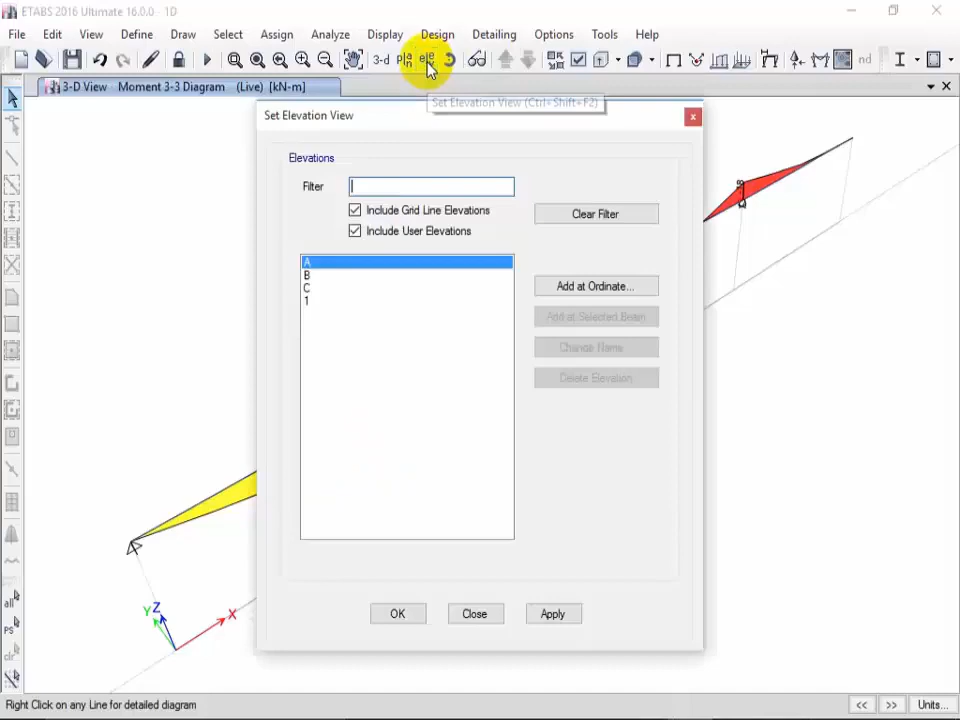 ETABS 2016 Ultimate 16.0.0 - 1D
File Edit View Define Draw Select Assign Analyze Display Design Detailing Options Tools Help
3-d pla ele nd
3-D View Moment 3-3 Diagram (Live) [kN-m]
Set Elevation View (Ctrl+Shift+F2)
Set Elevation View
Elevations
Filter
Include Grid Line Elevations
Clear Filter
Include User Elevations
A
B
C
1
Add at Ordinate...
Add at Selected Beam
Change Name
Delete Elevation
OK Close Apply
X
Y
Z
all
ps
clr
Right Click on any Line for detailed diagram
<< >> Units...